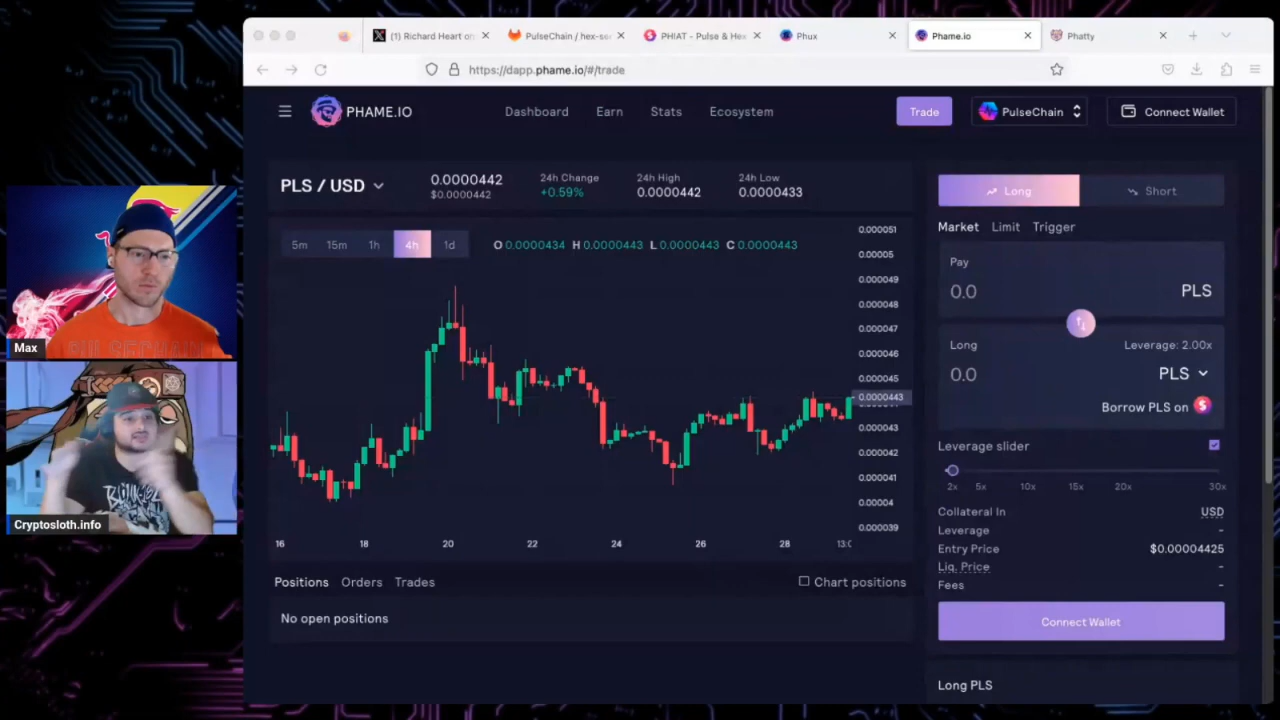 (1) Richard Heart on
PulseChain / hex-se
PHIAT - Pulse & Hex
Phux
Phame.io
Phatty
https://dapp.phame.io/#/trade
PHAME.IO
Dashboard
Earn
Stats
Ecosystem
Trade
PulseChain
Connect Wallet
PLS / USD
0.0000442
$0.0000442
24h Change
+0.59%
24h High
0.0000442
24h Low
0.0000433
5m 15m 1h 4h 1d
O 0.0000434 H 0.0000443 L 0.0000443 C 0.0000443
0.000051
0.00005
0.000049
0.000048
0.000047
0.000046
0.000045
0.0000443
0.000043
0.000042
0.000041
0.00004
0.000039
16 18 20 22 24 26 28 13:0
Positions Orders Trades
Chart positions
No open positions
Long
Short
Market Limit Trigger
Pay
0.0
PLS
Long
Leverage: 2.00x
0.0
PLS
Borrow PLS on
Leverage slider
2x 5x 10x 15x 20x 30x
Collateral In
USD
Leverage
-
Entry Price
$0.00004425
Liq. Price
-
Fees
-
Connect Wallet
Long PLS
Max
Cryptosloth.info